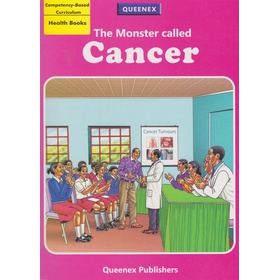 Competency-Based
Curriculum
Health Books
QUEENEX
The Monster called
Cancer
Cancer Tumours
Queenex Publishers